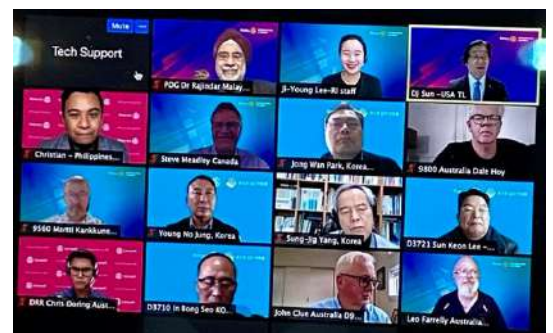 Mute
Tech Support
PDG Dr Rajindar Malay...
Ji-Young Lee-RI staff
DJ Sun -USA TL
Christian - Philippines...
Steve Meadley Canada
Jong Wan Park, Korea...
9800 Australia Dale Hoy
9560 Martti Kankkune...
Young No Jung, Korea
Sung-Jig Yang, Korea
D3721 Sun Keon Lee -...
DRR Chris Doring Aust...
D3710 In Bong Seo KO...
John Clue Australia D9...
Leo Farrelly Australia...